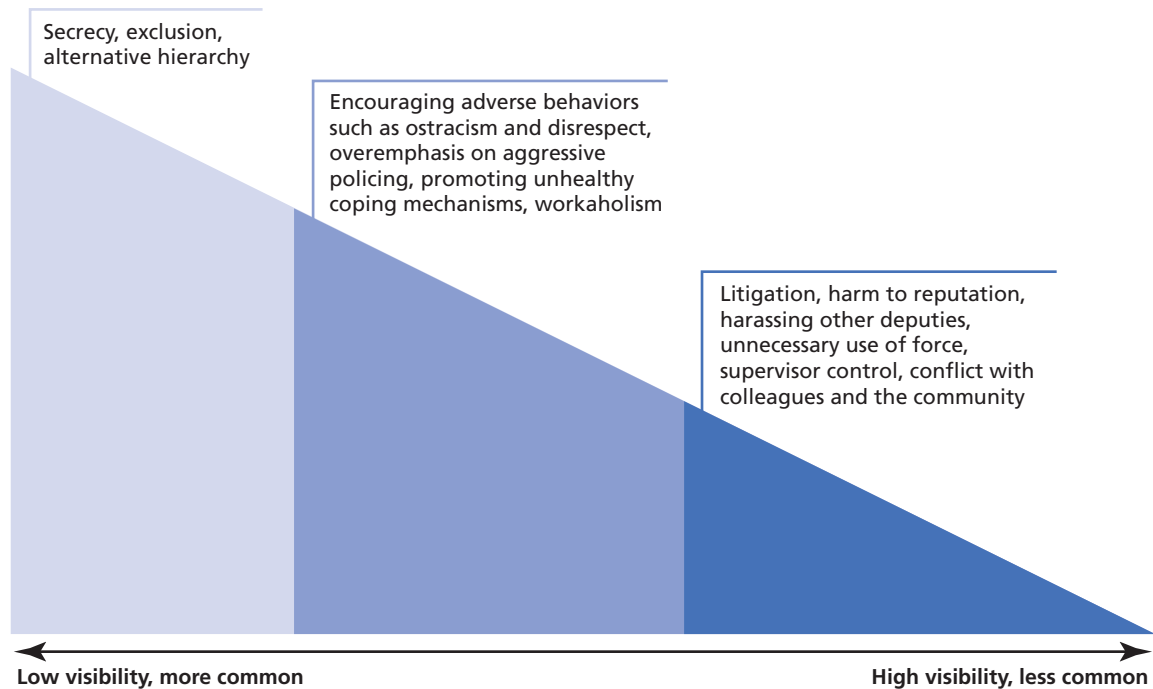 Secrecy, exclusion,
alternative hierarchy
Encouraging adverse behaviors
such as ostracism and disrespect,
overemphasis on aggressive
policing, promoting unhealthy
coping mechanisms, workaholism
Litigation, harm to reputation,
harassing other deputies,
unnecessary use of force,
supervisor control, conflict with
colleagues and the community
Low visibility, more common
High visibility, less common